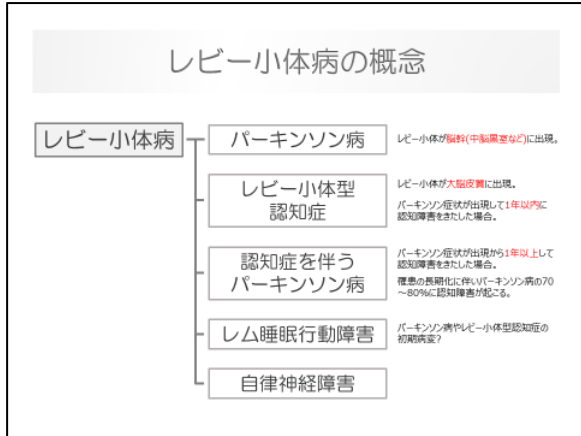 レビー小体病の概念
レビー小体病
パーキンソン病
レビー小体が脳幹(中脳黒質など)に出現。
レビー小体型
認知症
レビー小体が大脳皮質に出現。
パーキンソン症状が出現して1年以内に
認知障害をきたした場合。
認知症を伴う
パーキンソン病
パーキンソン症状が出現から1年以上して
認知障害をきたした場合。
罹患の長期化に伴いパーキンソン病の70
～80%に認知障害が起こる。
レム睡眠行動障害
パーキンソン病やレビー小体型認知症の
初期病変?
自律神経障害